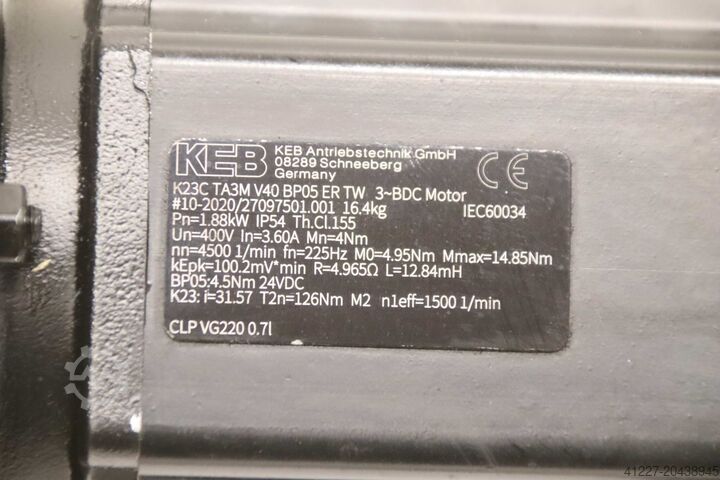 KEB
KEB Antriebstechnik GmbH
08289 Schneeberg
Germany
CE
K23C TA3M V40 BP05 ER TW 3~BDC Motor
#10-2020/27097501.001 16.4kg IEC60034
Pn=1.88kW IP54 Th.Cl.155
Un=400V In=3.60A Mn=4Nm
nn=4500 1/min fn=225Hz M0=4.95Nm Mmax=14.85Nm
kEpk=100.2mV*min R=4.965Ω L=12.84mH
BP05:4.5Nm 24VDC
K23: i=31.57 T2n=126Nm M2 n1eff=1500 1/min
CLP VG220 0.7l
41227-20438945